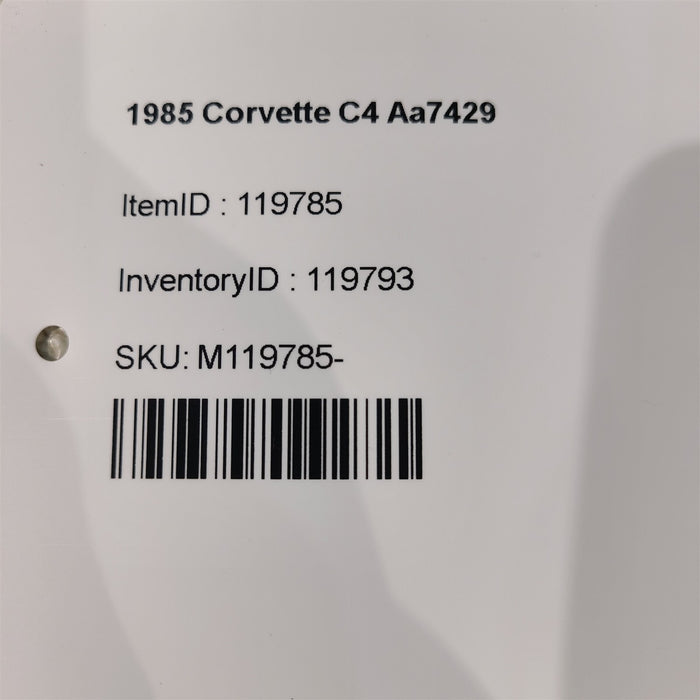 1985 Corvette C4 Aa7429
ItemID : 119785
InventoryID : 119793
SKU: M119785-